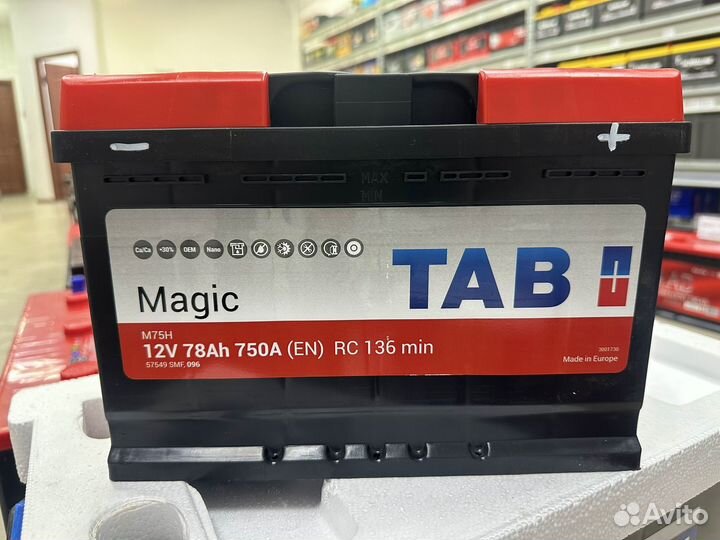 − +
MAX
MIN
Ca/Ca +30% OEM Nano
TAB
Magic
M75H
12V 78Ah 750A (EN) RC 136 min
57549 SMF, 096
3001730
Made in Europe
Avito